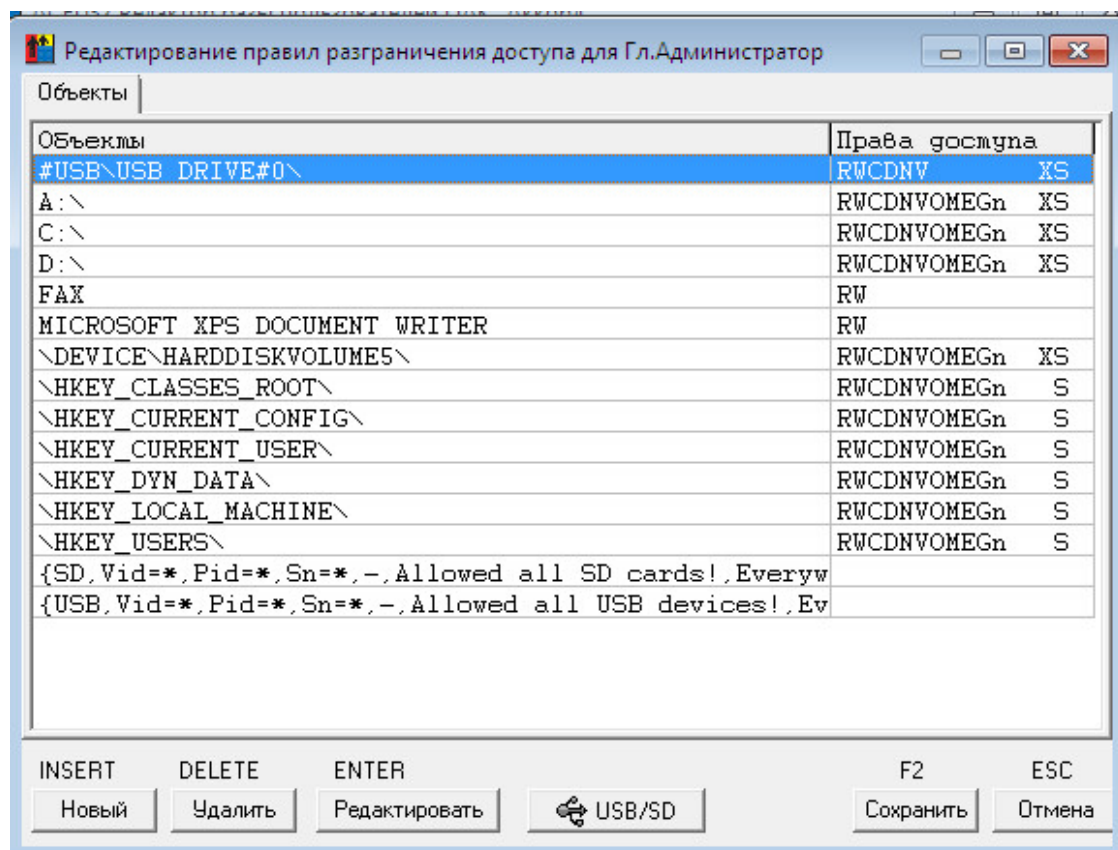 Редактирование правил разграничения доступа для Гл.Администратор
Объекты
Объекты Права доступа
#USB\USB DRIVE#0\ RWCDNV XS
A:\ RWCDNVOMEGn XS
C:\ RWCDNVOMEGn XS
D:\ RWCDNVOMEGn XS
FAX RW
MICROSOFT XPS DOCUMENT WRITER RW
\DEVICE\HARDDISKVOLUME5\ RWCDNVOMEGn XS
\HKEY_CLASSES_ROOT\ RWCDNVOMEGn S
\HKEY_CURRENT_CONFIG\ RWCDNVOMEGn S
\HKEY_CURRENT_USER\ RWCDNVOMEGn S
\HKEY_DYN_DATA\ RWCDNVOMEGn S
\HKEY_LOCAL_MACHINE\ RWCDNVOMEGn S
\HKEY_USERS\ RWCDNVOMEGn S
{SD,Vid=*,Pid=*,Sn=*,-,Allowed all SD cards!,Everyw
{USB,Vid=*,Pid=*,Sn=*,-,Allowed all USB devices!,Ev
INSERT DELETE ENTER F2 ESC
Новый Удалить Редактировать USB/SD Сохранить Отмена